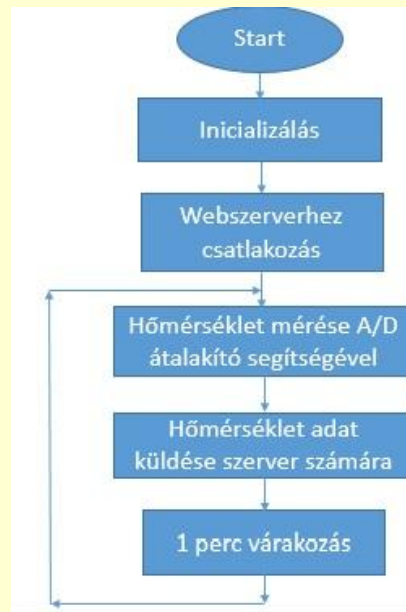 Start
Inicializálás
Webszerverhez
csatlakozás
Hőmérséklet mérése A/D
átalakító segítségével
Hőmérséklet adat
küldése szerver számára
1 perc várakozás